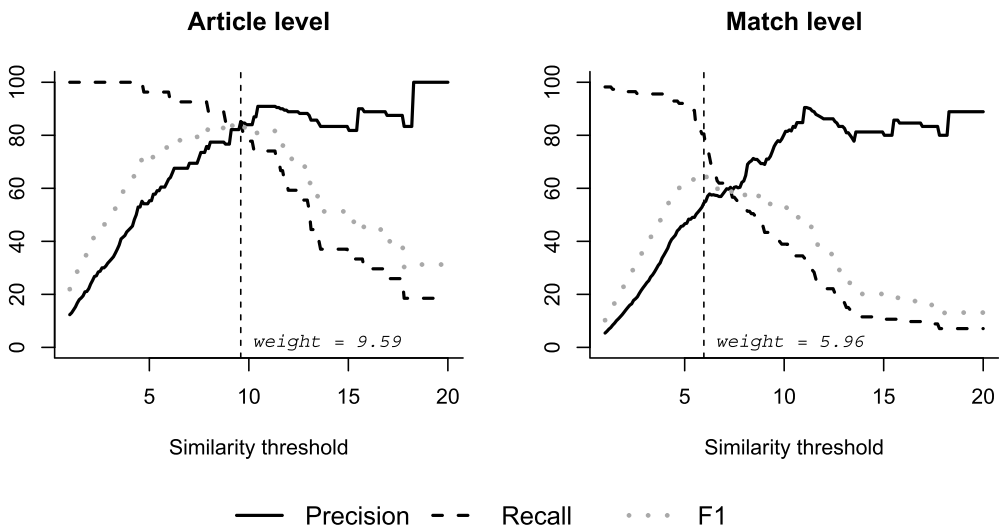 Article level
Match level
100
80
60
40
20
0
100
80
60
40
20
0
weight = 9.59
weight = 5.96
5
10
15
20
5
10
15
20
Similarity threshold
Similarity threshold
Precision
Recall
F1